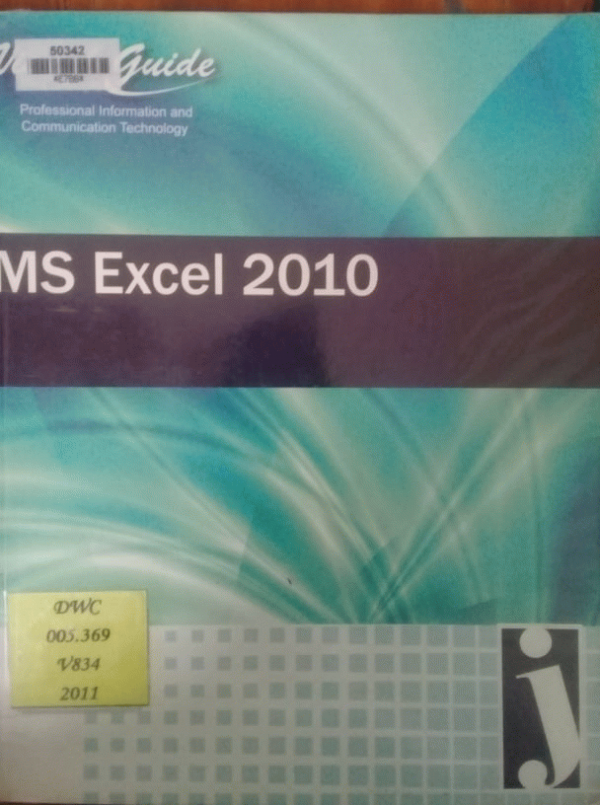 50342
Guide
Professional Information and
Communication Technology
MS Excel 2010
DWC
005.369
V834
2011
j